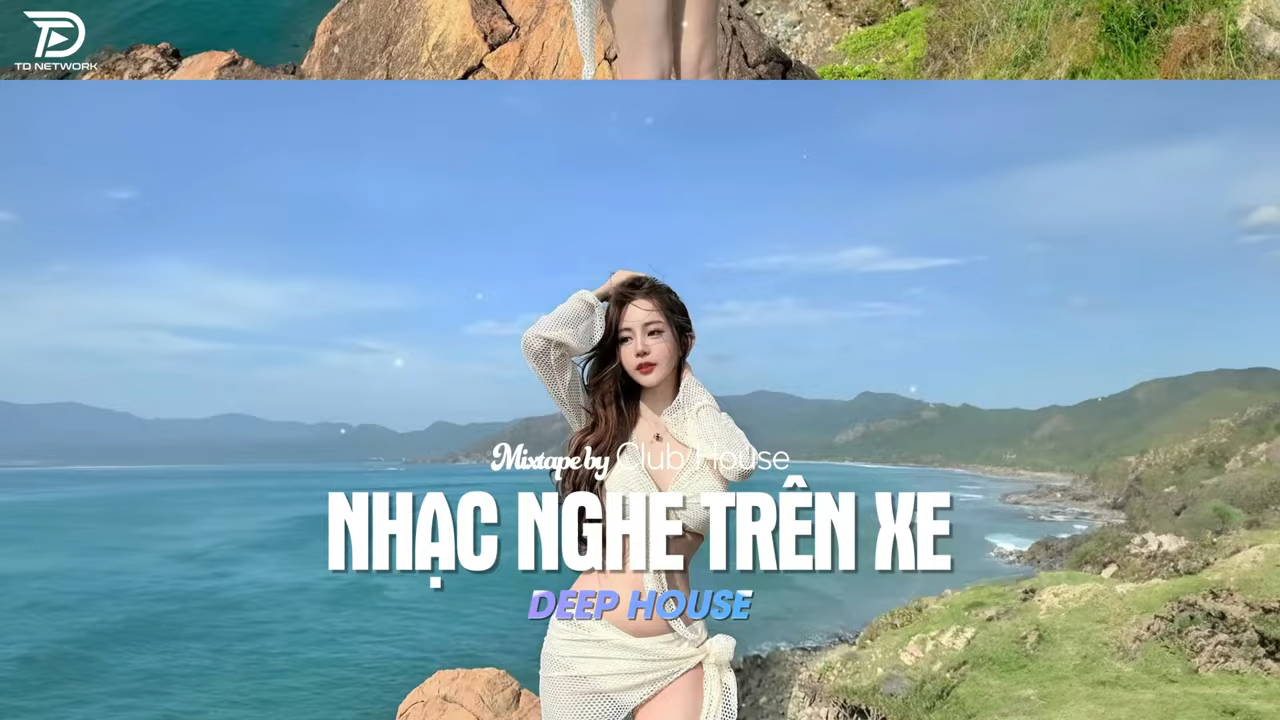 TD NETWORK
Mixtape by Club House
NHẠC NGHE TRÊN XE
DEEP HOUSE